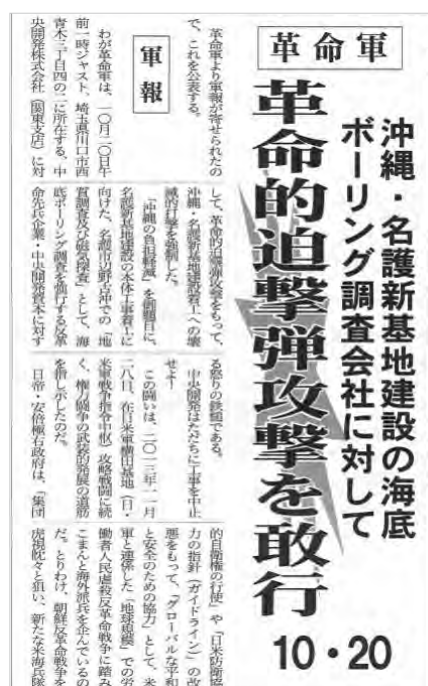 革命軍
沖縄・名護新基地建設の海底
ボーリング調査会社に対して
革命的迫撃弾攻撃を敢行
10・20
革命軍より軍報が寄せられたの
で、これを公表する。
軍報
わが革命軍は、一〇月二〇日午
前一時ジャスト、埼玉県川口市西
青木三丁目四の二に所在する、中
央開発株式会社（関東支店）に対
して、革命的迫撃弾攻撃をもって、
沖縄・名護新基地建設着工への壊
滅的打撃を強制した。
「沖縄の負担軽減」を御題目に、
名護新基地建設の本体工事着工に
向けた、名護市辺野古沖での「地
質調査及び磁気探査」として、海
底ボーリング調査を強行する反革
命先兵企業・中央開発資本に対す
る怒りの鉄槌である。
中央開発はただちに工事を中止
せよ！
この闘いは、二〇一三年一一月
二八日、在日米軍横田基地（日・
米軍戦争指令中枢）攻略戦闘に続
く、権力闘争の武装的発展の道筋
を指し示したのだ。
日帝・安倍極右政府は、「集団
的自衛権の行使」や「日米防衛協
力の指針（ガイドライン）」の改
悪をもって、「グローバルな平和
と安全のための協力」として、米
軍と連係した「地球規模」での労
働者人民虐殺反革命戦争に踏み
こまんと海外派兵を企んでいるの
だ。とりわけ、朝鮮反革命戦争を
虎視眈々と狙い、新たな米海兵隊